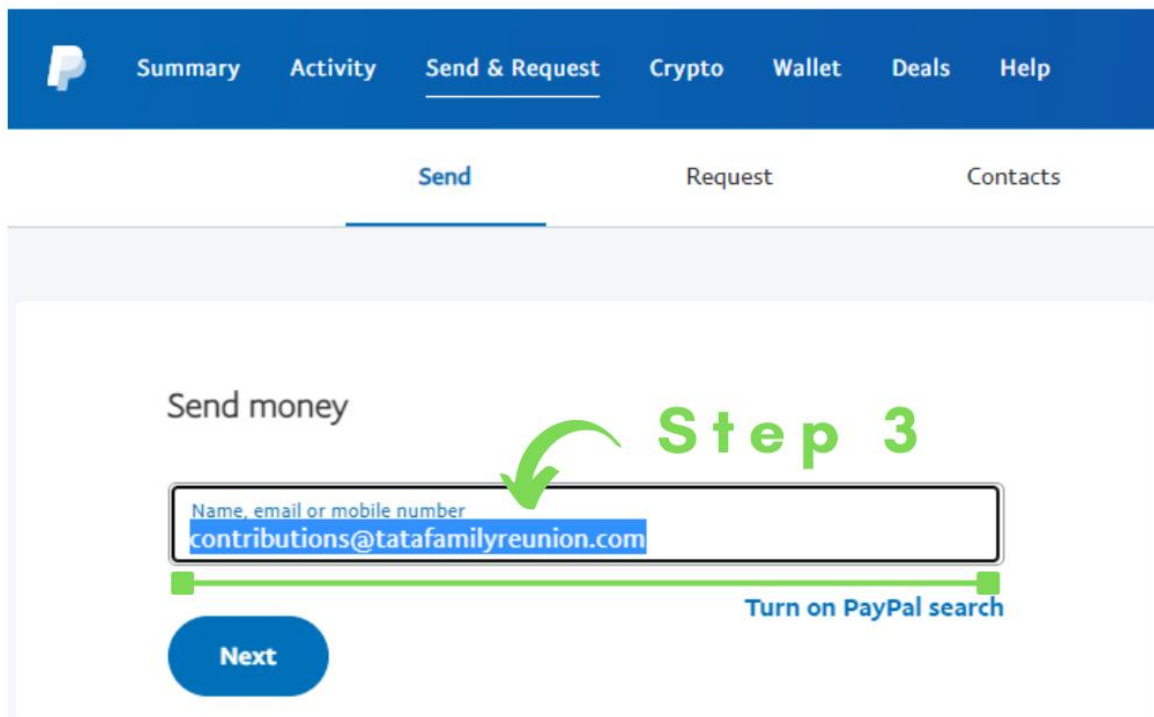 Summary Activity Send & Request Crypto Wallet Deals Help
Send Request Contacts
Send money
Step 3
Name, email or mobile number
contributions@tatafamilyreunion.com
Turn on PayPal search
Next